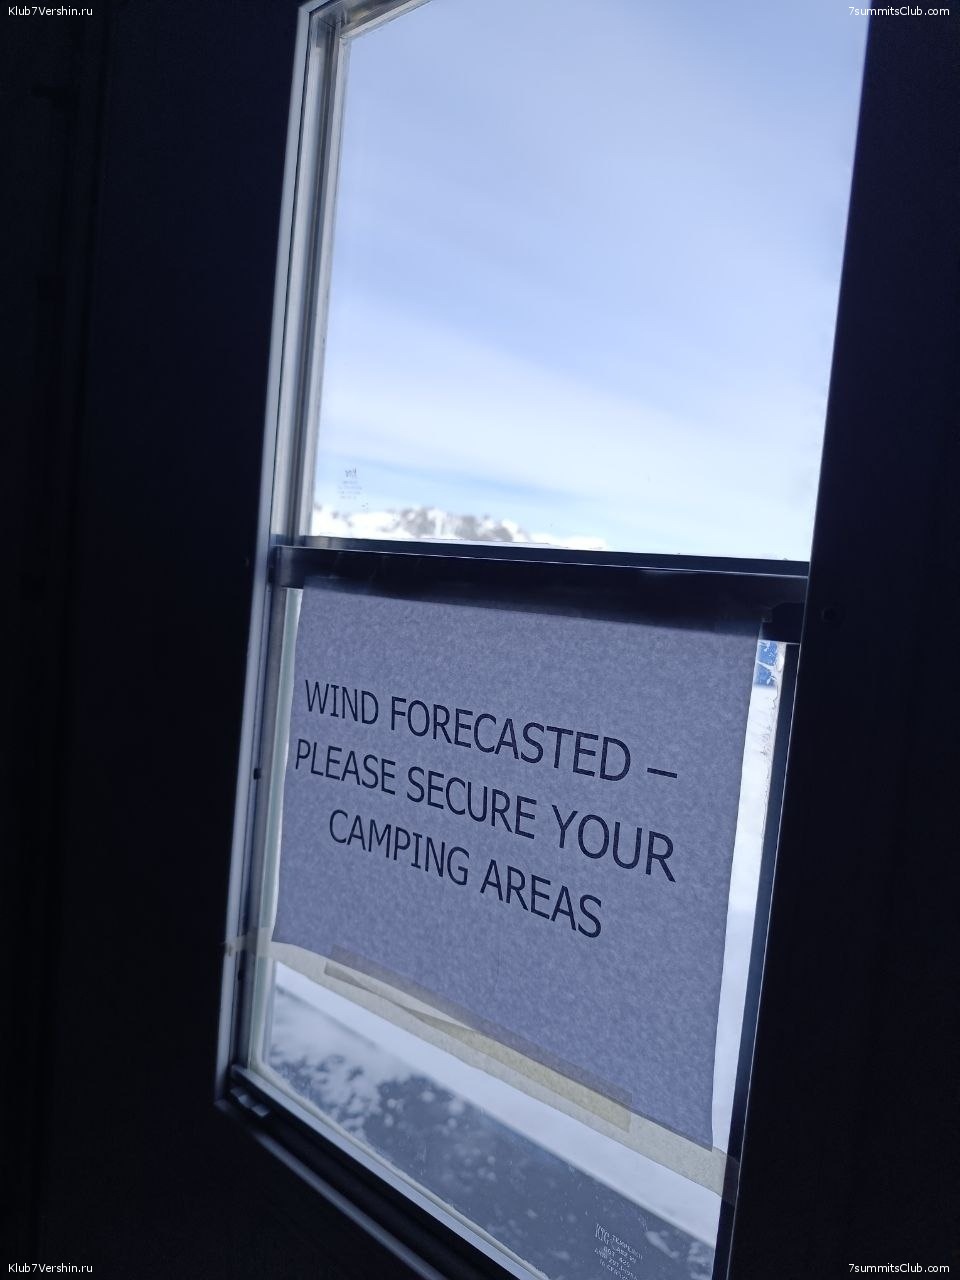 Klub7Vershin.ru
7summitsClub.com
WIND FORECASTED –
PLEASE SECURE YOUR
CAMPING AREAS
Klub7Vershin.ru
7summitsClub.com